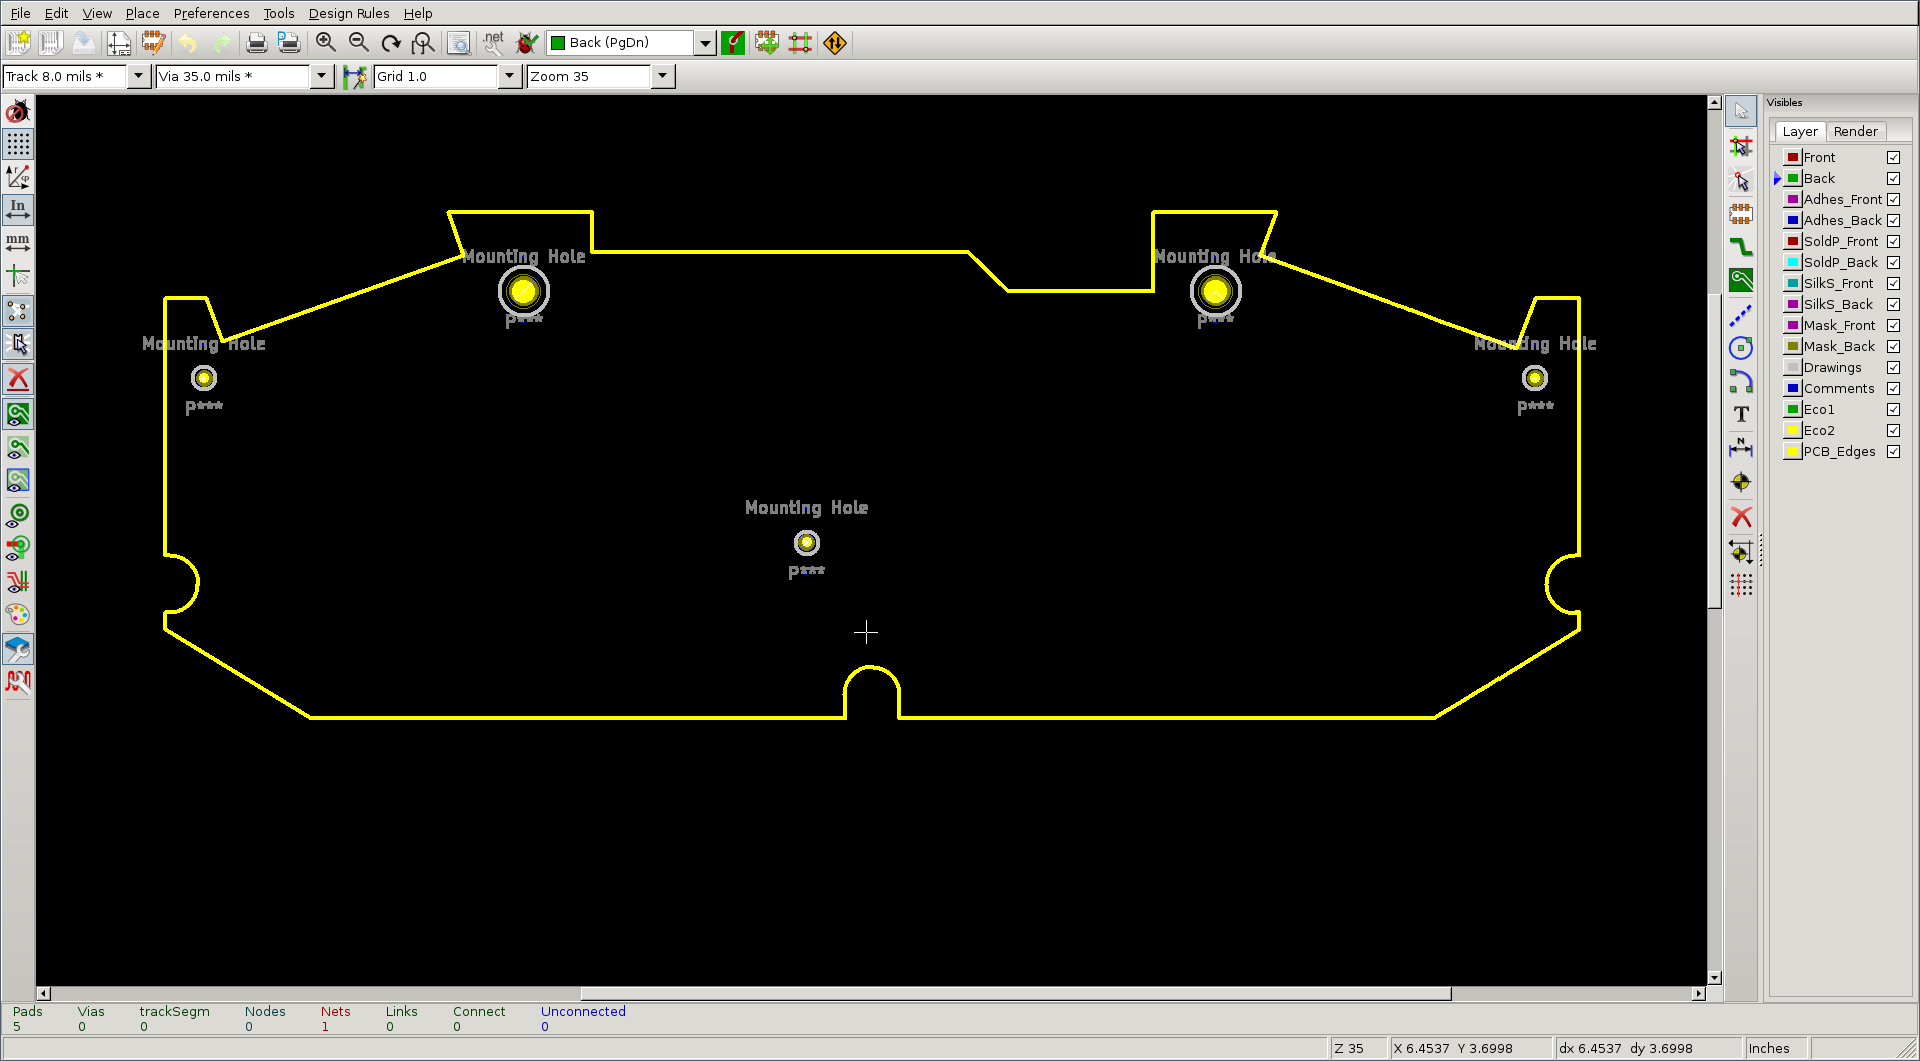 File Edit View Place Preferences Tools Design Rules Help
.net Back (PgDn)
Track 8.0 mils * Via 35.0 mils * Grid 1.0 Zoom 35
Visibles
Layer Render
Front
Back
Adhes_Front
Adhes_Back
SoldP_Front
SoldP_Back
SilkS_Front
SilkS_Back
Mask_Front
Mask_Back
Drawings
Comments
Eco1
Eco2
PCB_Edges
In
mm
T
N
Mounting Hole Mounting Hole
P*** P***
Mounting Hole Mounting Hole
P*** P***
Mounting Hole
P***
Pads Vias trackSegm Nodes Nets Links Connect Unconnected
5 0 0 0 1 0 0 0
Z 35 X 6.4537 Y 3.6998 dx 6.4537 dy 3.6998 Inches